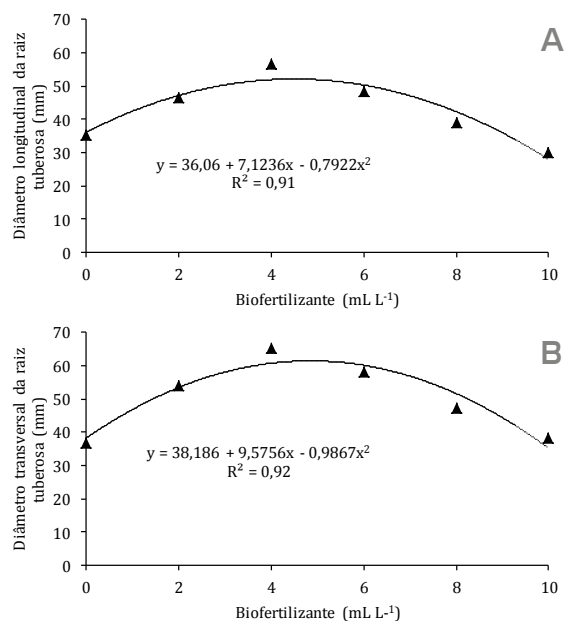 A
70
60
50
40
30
20
10
0
Diâmetro longitudinal da raiz
tuberosa (mm)
y = 36,06 + 7,1236x - 0,7922x²
R² = 0,91
0 2 4 6 8 10
Biofertilizante (mL L⁻¹)
B
70
60
50
40
30
20
10
0
Diâmetro transversal da raiz
tuberosa (mm)
y = 38,186 + 9,5756x - 0,9867x²
R² = 0,92
0 2 4 6 8 10
Biofertilizante (mL L-¹)